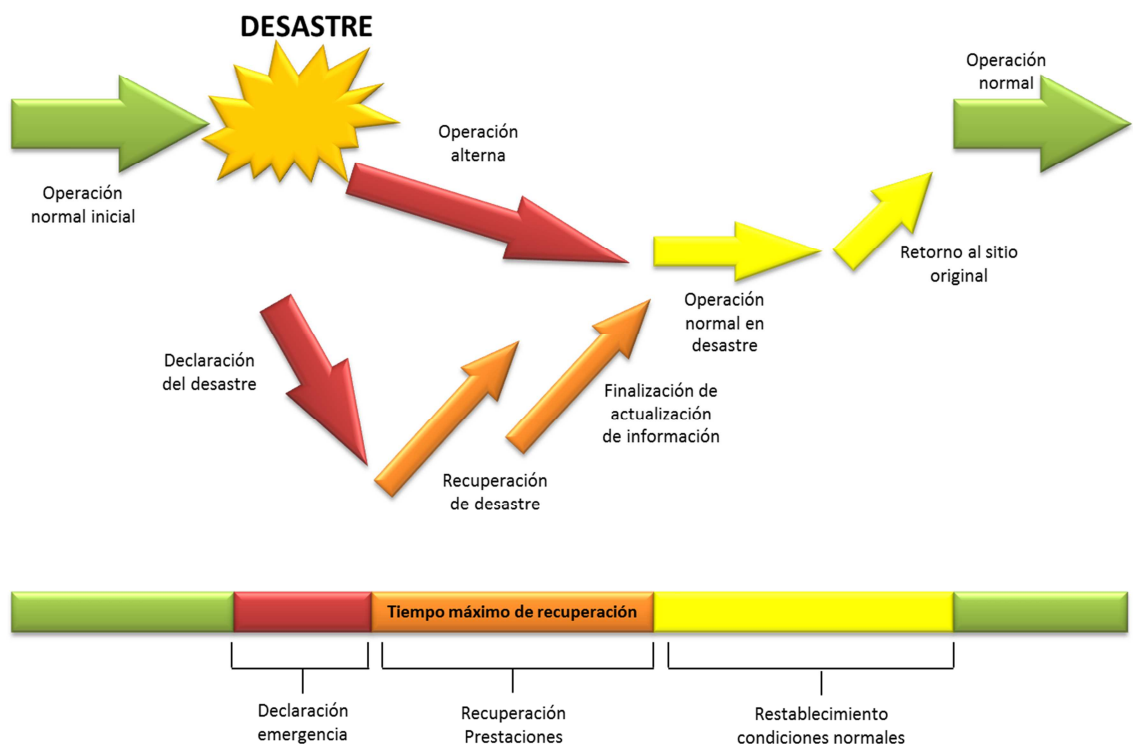 DESASTRE
Operación
normal
Operación
alterna
Operación
normal inicial
Retorno al sitio
original
Operación
normal en
desastre
Declaración
del desastre
Finalización de
actualización
de información
Recuperación
de desastre
Tiempo máximo de recuperación
Declaración
emergencia
Recuperación
Prestaciones
Restablecimiento
condiciones normales